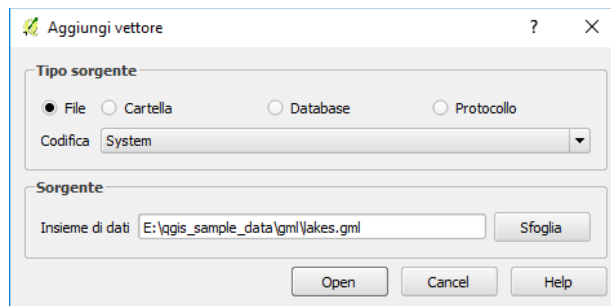 Aggiungi vettore ?
Tipo sorgente
File Cartella Database Protocollo
Codifica System
Sorgente
Insieme di dati E:\qgis_sample_data\gml\lakes.gml Sfoglia
Open Cancel Help